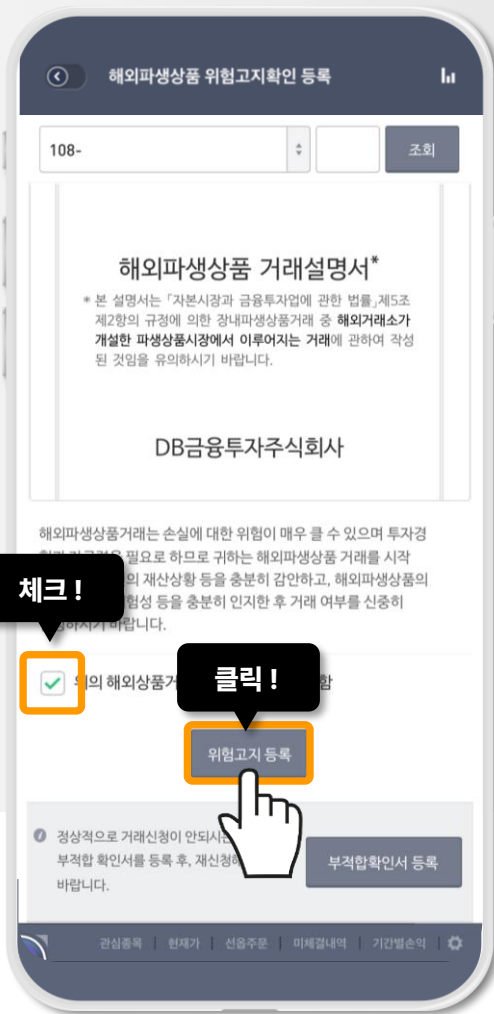 해외파생상품 위험고지확인 등록
108-
조회
해외파생상품 거래설명서*
* 본 설명서는 「자본시장과 금융투자업에 관한 법률」제5조
제2항의 규정에 의한 장내파생상품거래 중 해외거래소가
개설한 파생상품시장에서 이루어지는 거래에 관하여 작성
된 것임을 유의하시기 바랍니다.
DB금융투자주식회사
해외파생상품거래는 손실에 대한 위험이 매우 클 수 있으며 투자경
필요로 하므로 귀하는 해외파생상품 거래를 시작
체크 !
의 재산상황 등을 충분히 감안하고, 해외파생상품의
등을 충분히 인지한 후 거래 여부를 신중히
바랍니다.
클릭 !
해외상품거
함
위험고지 등록
정상적으로 거래신청이 안되시는
부적합 확인서를 등록 후, 재신청
바랍니다.
부적합확인서 등록
관심종목 | 현재가 | 선옵주문 | 미체결내역 | 기간별손익